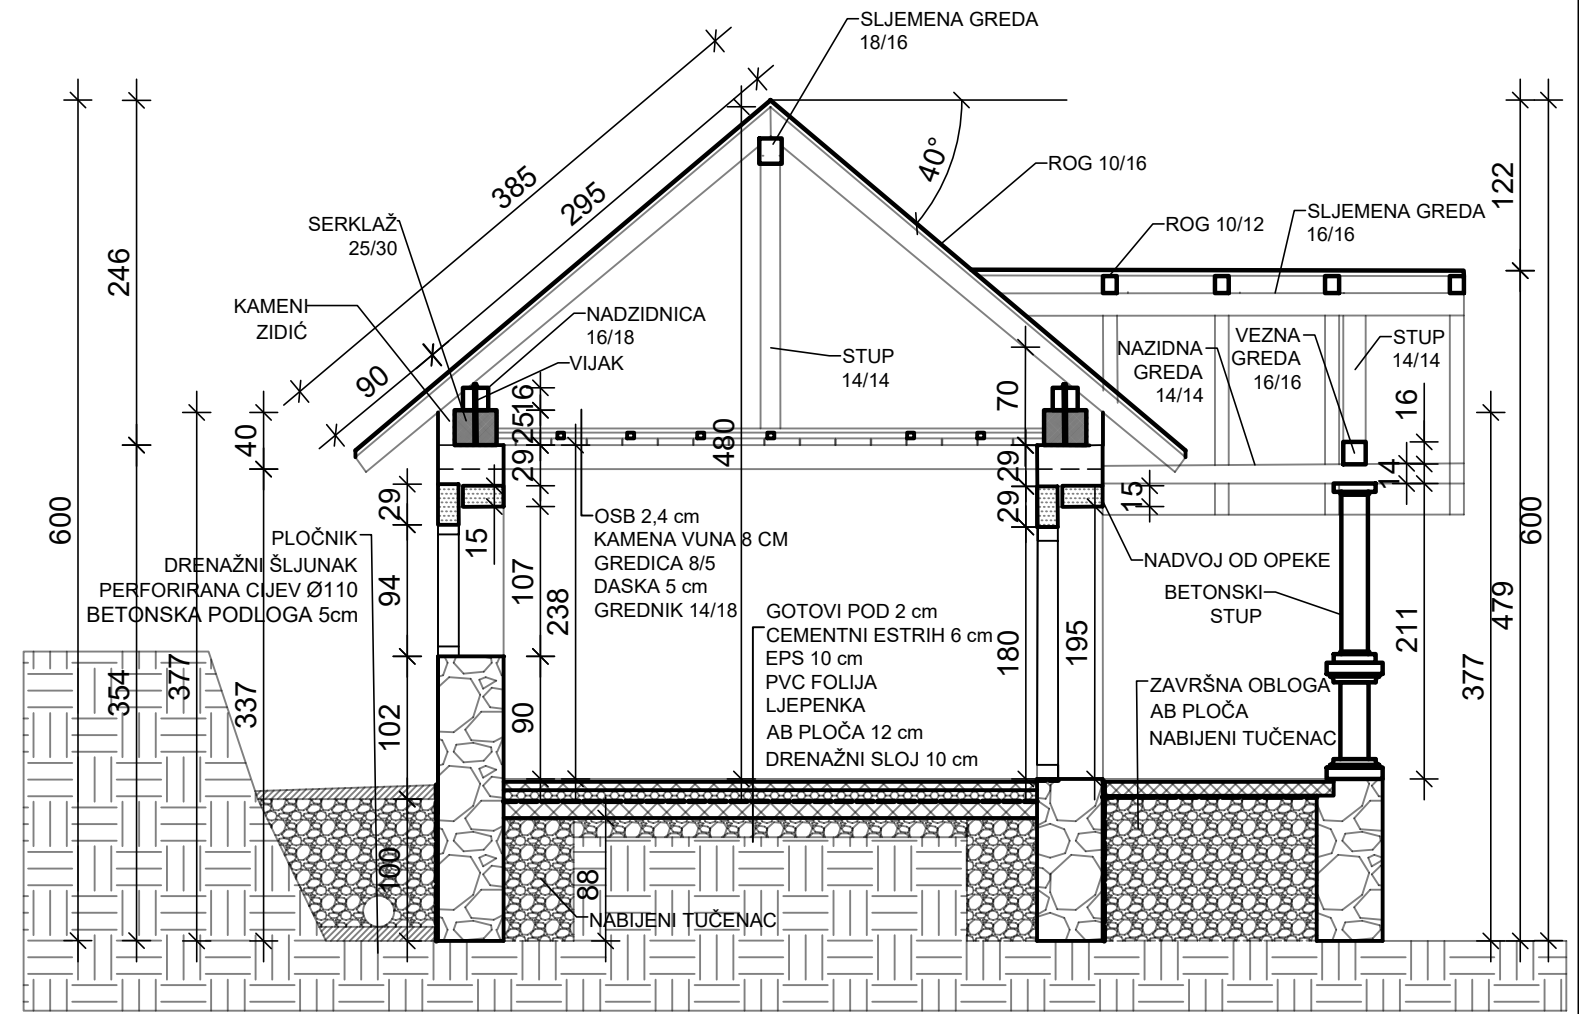 SLJEMENA GREDA
18/16
385
295
40°
ROG 10/16
122
SERKLAŽ
25/30
ROG 10/12
SLJEMENA GREDA
16/16
246
KAMENI
ZIDIĆ
NADZIDNICA
16/18
VIJAK
90
STUP
14/14
NAZIDNA
GREDA
14/14
VEZNA
GREDA
16/16
STUP
14/14
16
70
16
25
40
480
29
29
14
15
29
29
600
600
PLOČNIK
DRENAŽNI ŠLJUNAK
PERFORIRANA CIJEV Ø110
BETONSKA PODLOGA 5cm
15
OSB 2,4 cm
KAMENA VUNA 8 CM
GREDICA 8/5
DASKA 5 cm
GREDNIK 14/18
NADVOJ OD OPEKE
BETONSKI
STUP
94
107
238
GOTOVI POD 2 cm
CEMENTNI ESTRIH 6 cm
EPS 10 cm
PVC FOLIJA
LJEPENKA
AB PLOČA 12 cm
DRENAŽNI SLOJ 10 cm
180
195
211
479
377
354
377
337
102
90
ZAVRŠNA OBLOGA
AB PLOČA
NABIJENI TUČENAC
100
88
NABIJENI TUČENAC